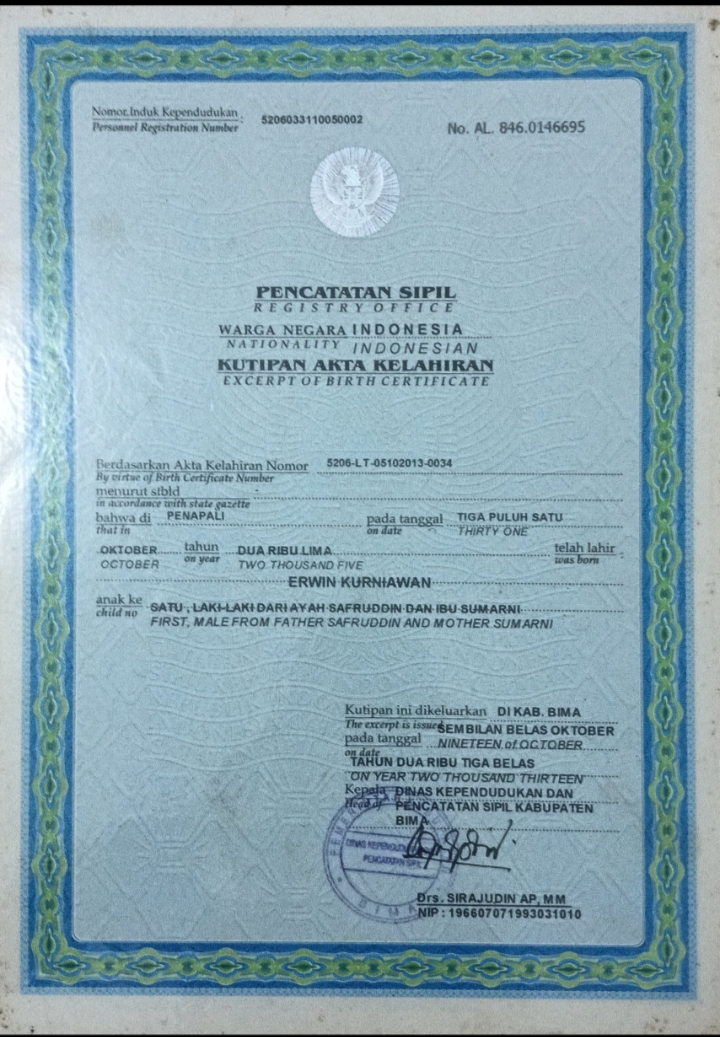 Nomor Induk Kependudukan : 5206033110050002
Personnel Registration Number
No. AL. 846.0146695
PENCATATAN SIPIL
REGISTRY OFFICE
WARGA NEGARA INDONESIA
NATIONALITY INDONESIAN
KUTIPAN AKTA KELAHIRAN
EXCERPT OF BIRTH CERTIFICATE
Berdasarkan Akta Kelahiran Nomor 5206-LT-05102013-0034
By virtue of Birth Certificate Number
menurut stbld -
in accordance with state gazette
bahwa di PENAPALI pada tanggal TIGA PULUH SATU
that in on date THIRTY ONE
OKTOBER tahun DUA RIBU LIMA telah lahir :
OCTOBER on year TWO THOUSAND FIVE was born
ERWIN KURNIAWAN
anak ke SATU , LAKI-LAKI DARI AYAH SAFRUDDIN DAN IBU SUMARNI
child no FIRST, MALE FROM FATHER SAFRUDDIN AND MOTHER SUMARNI
Kutipan ini dikeluarkan DI KAB. BIMA
The excerpt is issued
pada tanggal SEMBILAN BELAS OKTOBER
on date NINETEEN of OCTOBER
TAHUN DUA RIBU TIGA BELAS
ON YEAR TWO THOUSAND THIRTEEN
Kepala DINAS KEPENDUDUKAN DAN
Head of PENCATATAN SIPIL KABUPATEN
BIMA
DINAS KEPENDUDUKAN
PENCATATAN SIPIL
BIMA
Drs. SIRAJUDIN AP, MM
NIP : 196607071993031010